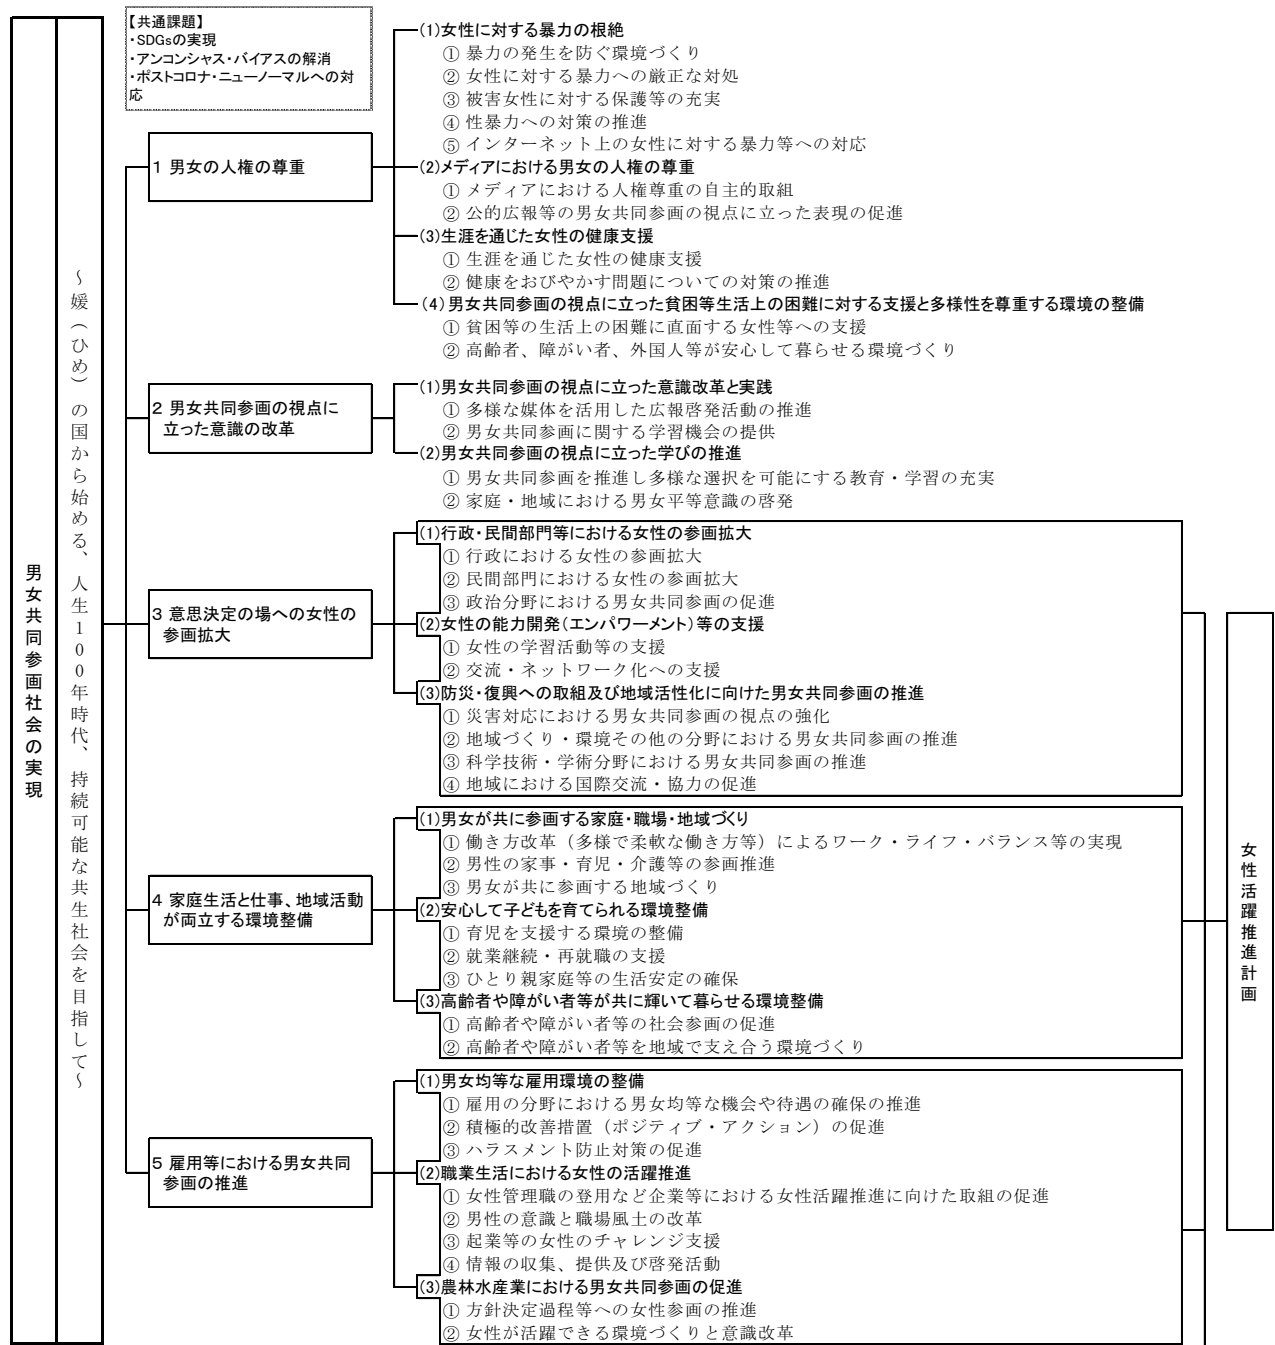 男女共同参画社会の実現
～媛（ひめ）の国から始める、人生100年時代、持続可能な共生社会を目指して～
【共通課題】
・SDGsの実現
・アンコンシャス・バイアスの解消
・ポストコロナ・ニューノーマルへの対
応
1 男女の人権の尊重
(1)女性に対する暴力の根絶
① 暴力の発生を防ぐ環境づくり
② 女性に対する暴力への厳正な対処
③ 被害女性に対する保護等の充実
④ 性暴力への対策の推進
⑤ インターネット上の女性に対する暴力等への対応
(2)メディアにおける男女の人権の尊重
① メディアにおける人権尊重の自主的取組
② 公的広報等の男女共同参画の視点に立った表現の促進
(3)生涯を通じた女性の健康支援
① 生涯を通じた女性の健康支援
② 健康をおびやかす問題についての対策の推進
(4) 男女共同参画の視点に立った貧困等生活上の困難に対する支援と多様性を尊重する環境の整備
① 貧困等の生活上の困難に直面する女性等への支援
② 高齢者、障がい者、外国人等が安心して暮らせる環境づくり
2 男女共同参画の視点に
立った意識の改革
(1)男女共同参画の視点に立った意識改革と実践
① 多様な媒体を活用した広報啓発活動の推進
② 男女共同参画に関する学習機会の提供
(2)男女共同参画の視点に立った学びの推進
① 男女共同参画を推進し多様な選択を可能にする教育・学習の充実
② 家庭・地域における男女平等意識の啓発
3 意思決定の場への女性の
参画拡大
(1)行政・民間部門等における女性の参画拡大
① 行政における女性の参画拡大
② 民間部門における女性の参画拡大
③ 政治分野における男女共同参画の促進
(2)女性の能力開発(エンパワーメント)等の支援
① 女性の学習活動等の支援
② 交流・ネットワーク化への支援
(3)防災・復興への取組及び地域活性化に向けた男女共同参画の推進
① 災害対応における男女共同参画の視点の強化
② 地域づくり・環境その他の分野における男女共同参画の推進
③ 科学技術・学術分野における男女共同参画の推進
④ 地域における国際交流・協力の促進
4 家庭生活と仕事、地域活動
が両立する環境整備
(1)男女が共に参画する家庭・職場・地域づくり
① 働き方改革（多様で柔軟な働き方等）によるワーク・ライフ・バランス等の実現
② 男性の家事・育児・介護等の参画推進
③ 男女が共に参画する地域づくり
(2)安心して子どもを育てられる環境整備
① 育児を支援する環境の整備
② 就業継続・再就職の支援
③ ひとり親家庭等の生活安定の確保
(3)高齢者や障がい者等が共に輝いて暮らせる環境整備
① 高齢者や障がい者等の社会参画の促進
② 高齢者や障がい者等を地域で支え合う環境づくり
5 雇用等における男女共同
参画の推進
(1)男女均等な雇用環境の整備
① 雇用の分野における男女均等な機会や待遇の確保の推進
② 積極的改善措置（ポジティブ・アクション）の促進
③ ハラスメント防止対策の促進
(2)職業生活における女性の活躍推進
① 女性管理職の登用など企業等における女性活躍推進に向けた取組の促進
② 男性の意識と職場風土の改革
③ 起業等の女性のチャレンジ支援
④ 情報の収集、提供及び啓発活動
(3)農林水産業における男女共同参画の促進
① 方針決定過程等への女性参画の推進
② 女性が活躍できる環境づくりと意識改革
女性活躍推進計画